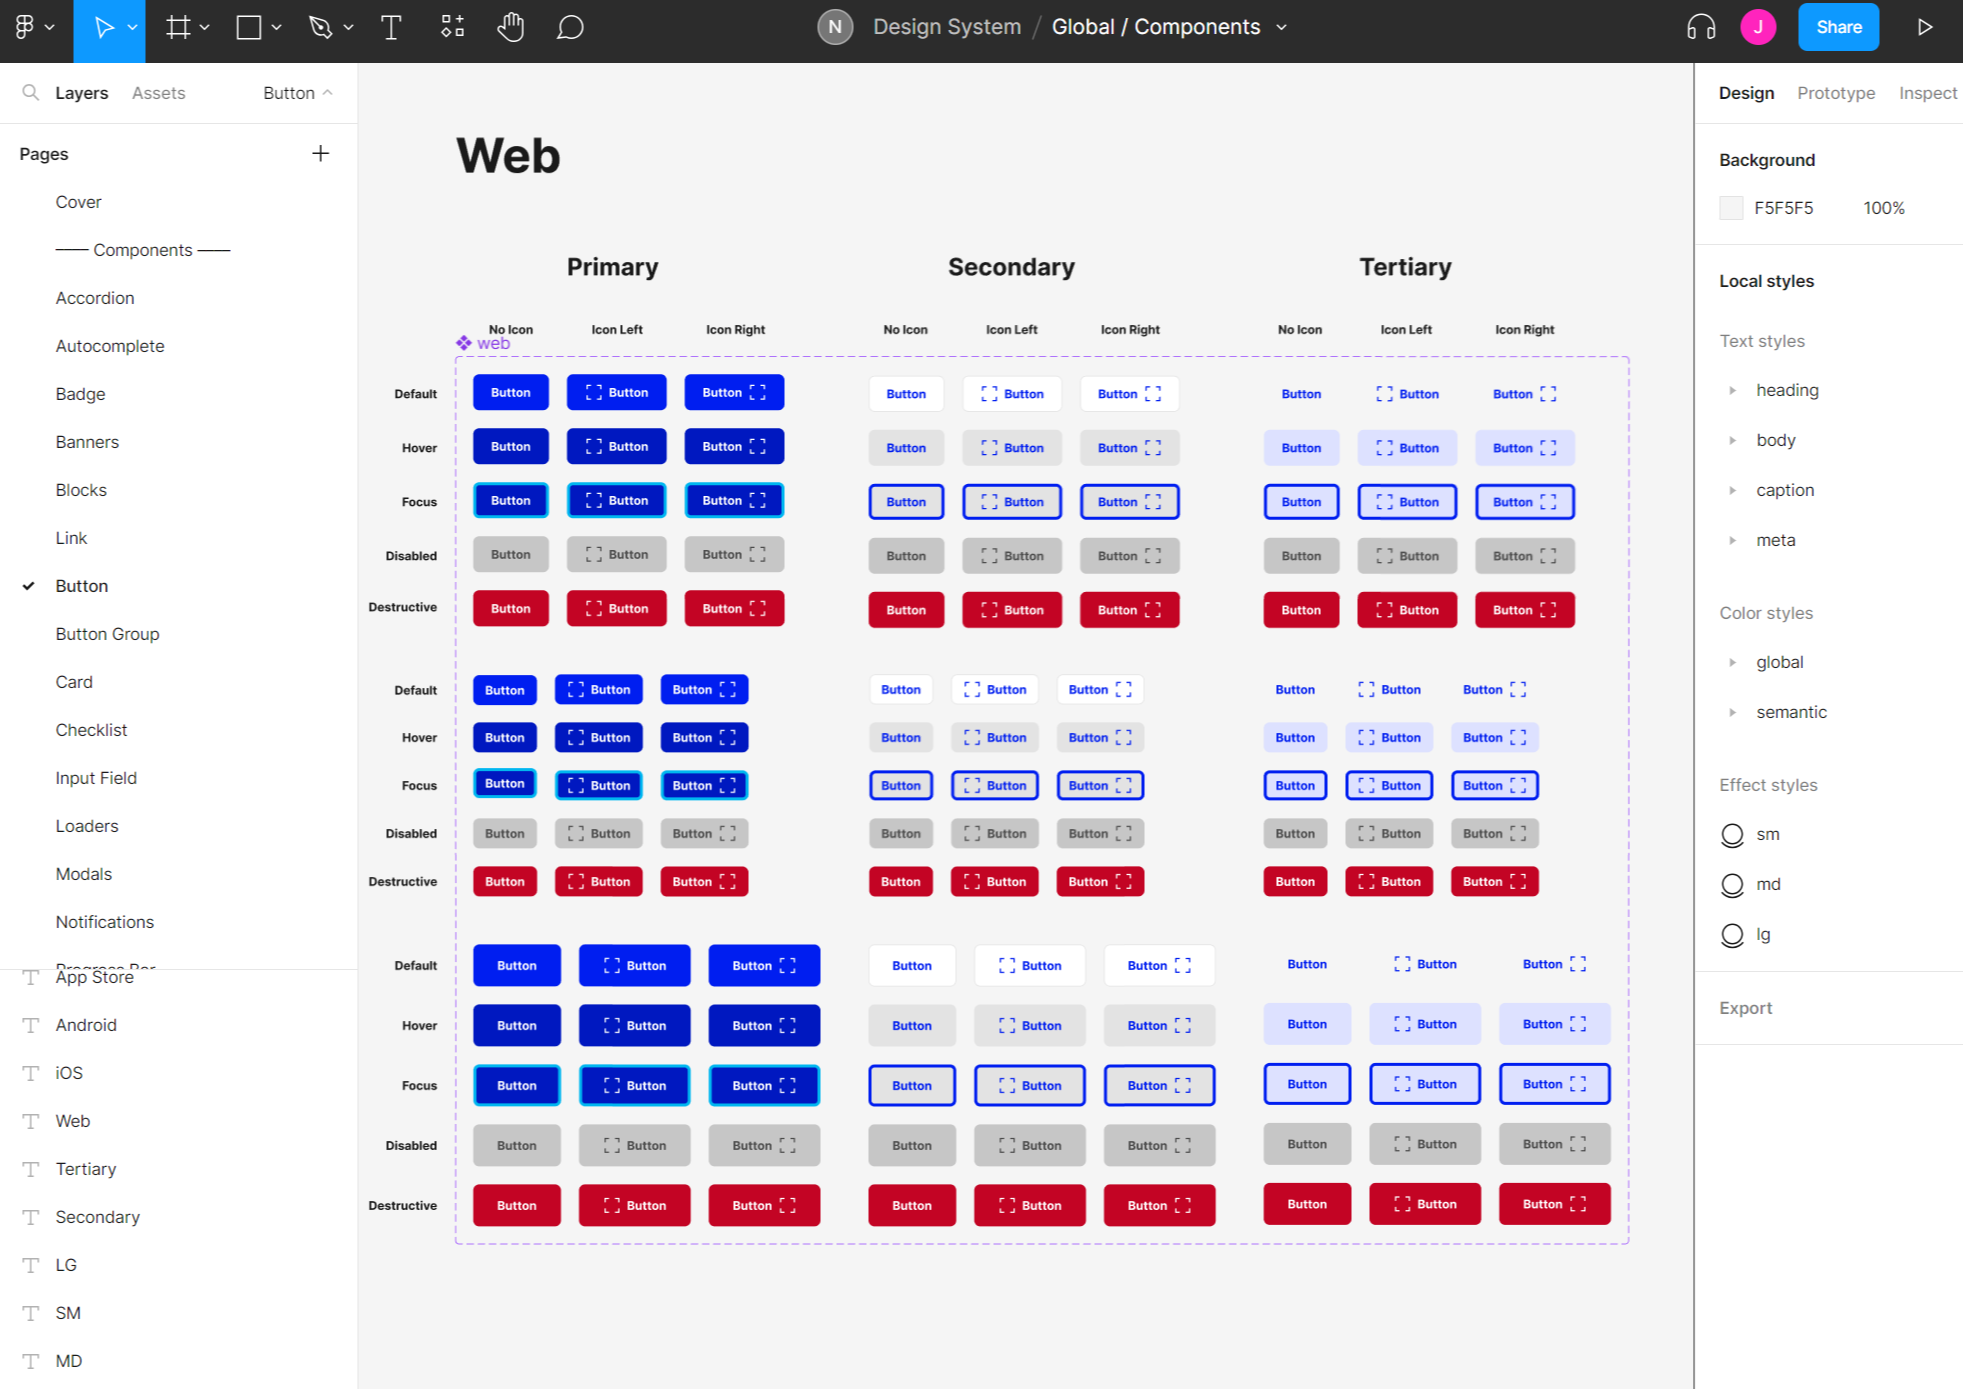 N Design System / Global / Components J Share
Layers Assets Button
Pages
Cover
—— Components ——
Accordion
Autocomplete
Badge
Banners
Blocks
Link
Button
Button Group
Card
Checklist
Input Field
Loaders
Modals
Notifications
Progress Bar
App Store
Android
iOS
Web
Tertiary
Secondary
LG
SM
MD
Web
Primary Secondary Tertiary
No Icon Icon Left Icon Right No Icon Icon Left Icon Right No Icon Icon Left Icon Right
web
Default Button Button Button Button Button Button Button Button Button
Hover Button Button Button Button Button Button Button Button Button
Focus Button Button Button Button Button Button Button Button Button
Disabled Button Button Button Button Button Button Button Button Button
Destructive Button Button Button Button Button Button Button Button Button
Default Button Button Button Button Button Button Button Button Button
Hover Button Button Button Button Button Button Button Button Button
Focus Button Button Button Button Button Button Button Button Button
Disabled Button Button Button Button Button Button Button Button Button
Destructive Button Button Button Button Button Button Button Button Button
Default Button Button Button Button Button Button Button Button Button
Hover Button Button Button Button Button Button Button Button Button
Focus Button Button Button Button Button Button Button Button Button
Disabled Button Button Button Button Button Button Button Button Button
Destructive Button Button Button Button Button Button Button Button Button
Design Prototype Inspect
Background
F5F5F5 100%
Local styles
Text styles
heading
body
caption
meta
Color styles
global
semantic
Effect styles
sm
md
lg
Export